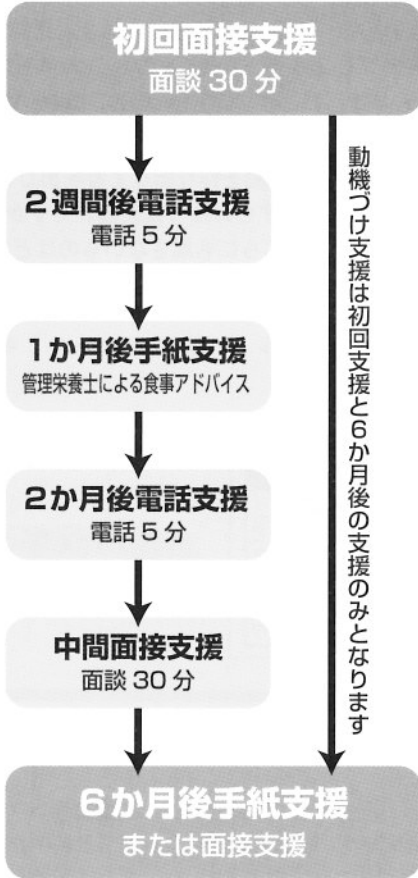 初回面接支援
面談30分
2週間後電話支援
電話5分
1か月後手紙支援
管理栄養士による食事アドバイス
2か月後電話支援
電話5分
中間面接支援
面談30分
動機づけ支援は初回支援と6か月後の支援のみとなります
6か月後手紙支援
または面接支援